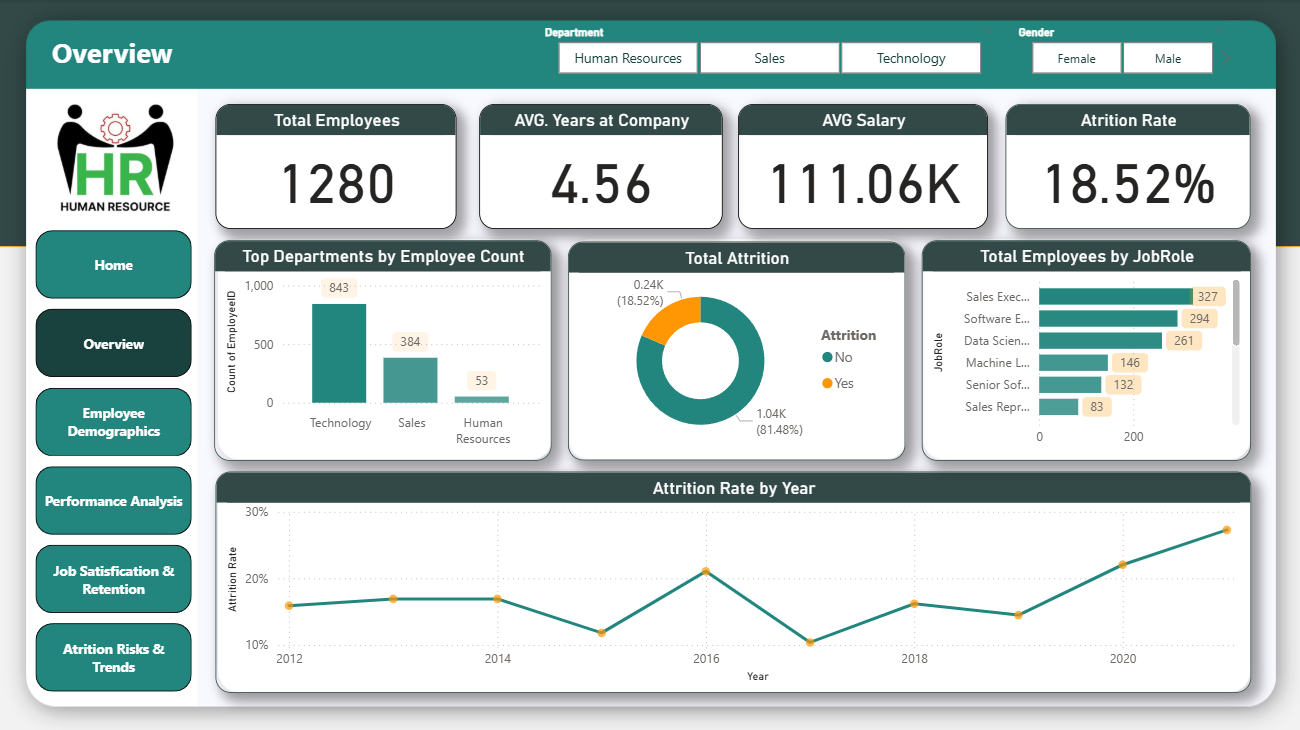 Overview
Department
Human Resources
Sales
Technology
Gender
Female
Male
HR
HUMAN RESOURCE
Home
Overview
Employee
Demographics
Performance Analysis
Job Satisfication &
Retention
Atrition Risks &
Trends
Total Employees
1280
AVG. Years at Company
4.56
AVG Salary
111.06K
Atrition Rate
18.52%
Top Departments by Employee Count
Count of EmployeeID
1,000
500
0
843
384
53
Technology
Sales
Human
Resources
Total Attrition
0.24K
(18.52%)
1.04K
(81.48%)
Attrition
No
Yes
Total Employees by JobRole
JobRole
Sales Exec... 327
Software E... 294
Data Scien... 261
Machine L... 146
Senior Sof... 132
Sales Repr... 83
0 200
Attrition Rate by Year
Attrition Rate
30%
20%
10%
2012 2014 2016 2018 2020
Year